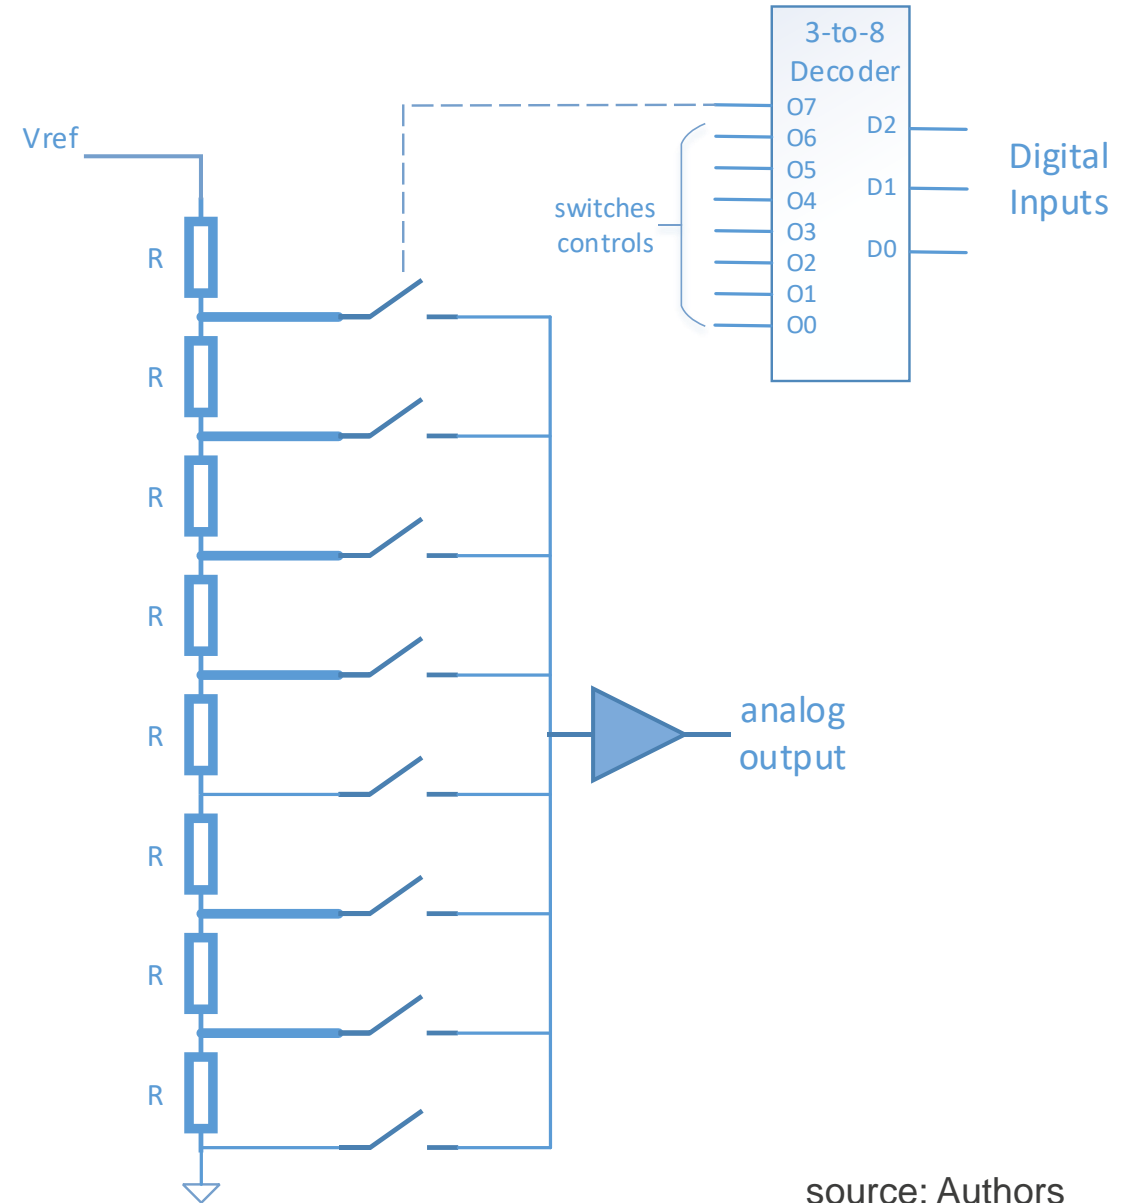 3-to-8
Decoder
O7
O6
O5
O4
O3
O2
O1
O0
D2
D1
D0
Digital
Inputs
Vref
switches
controls
R
R
R
R
R
R
R
R
analog
output
source: Authors